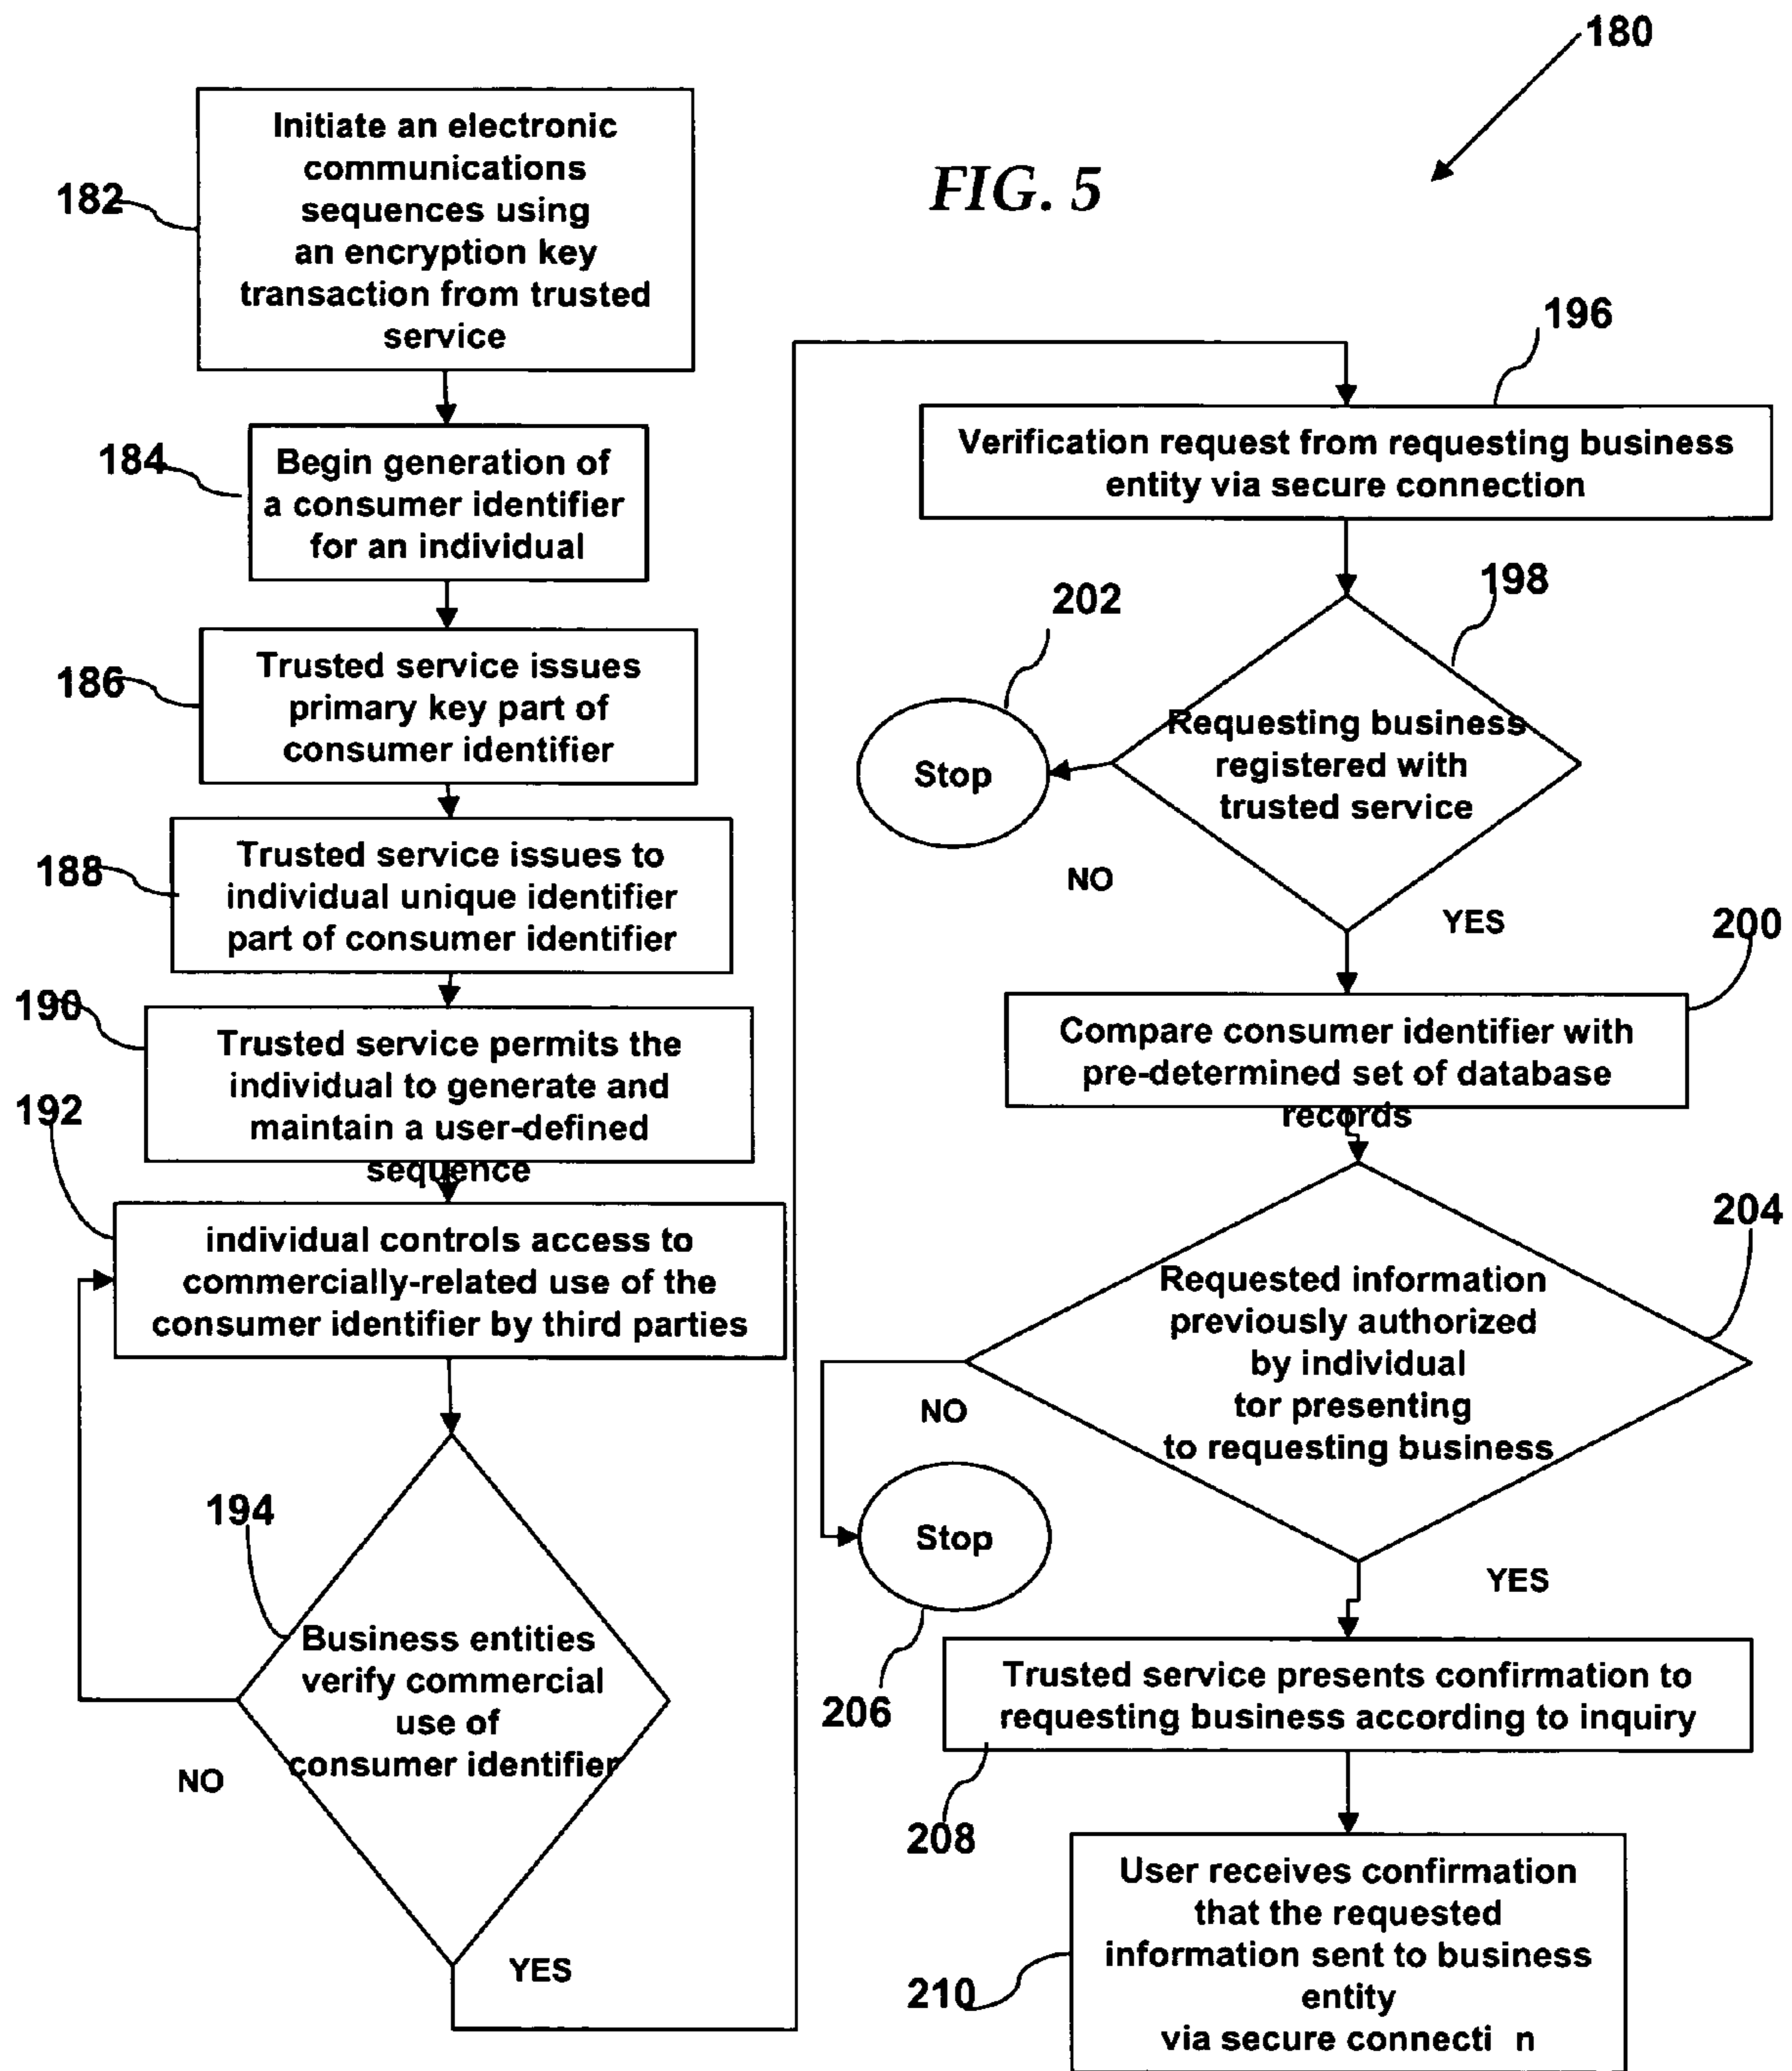 180
FIG. 5
182
Initiate an electronic
communications
sequences using
an encryption key
transaction from trusted
service
184
Begin generation of
a consumer identifier
for an individual
186
Trusted service issues
primary key part of
consumer identifier
188
Trusted service issues to
individual unique identifier
part of consumer identifier
190
Trusted service permits the
individual to generate and
maintain a user-defined
sequence
192
individual controls access to
commercially-related use of the
consumer identifier by third parties
194
Business entities
verify commercial
use of
consumer identifier
NO
YES
196
Verification request from requesting business
entity via secure connection
198
Requesting business
registered with
trusted service
202
Stop
NO
YES
200
Compare consumer identifier with
pre-determined set of database
records
204
Requested information
previously authorized
by individual
tor presenting
to requesting business
NO
Stop
206
YES
Trusted service presents confirmation to
requesting business according to inquiry
208
User receives confirmation
that the requested
information sent to business
entity
via secure connecti n
210